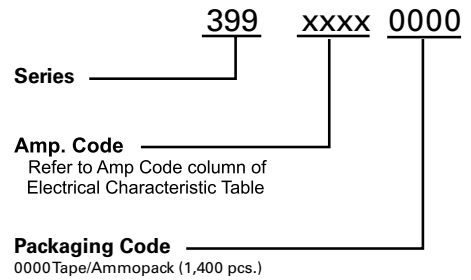 399 xxxx 0000
Series
Amp. Code
Refer to Amp Code column of
Electrical Characteristic Table
Packaging Code
0000Tape/Ammopack (1,400 pcs.)